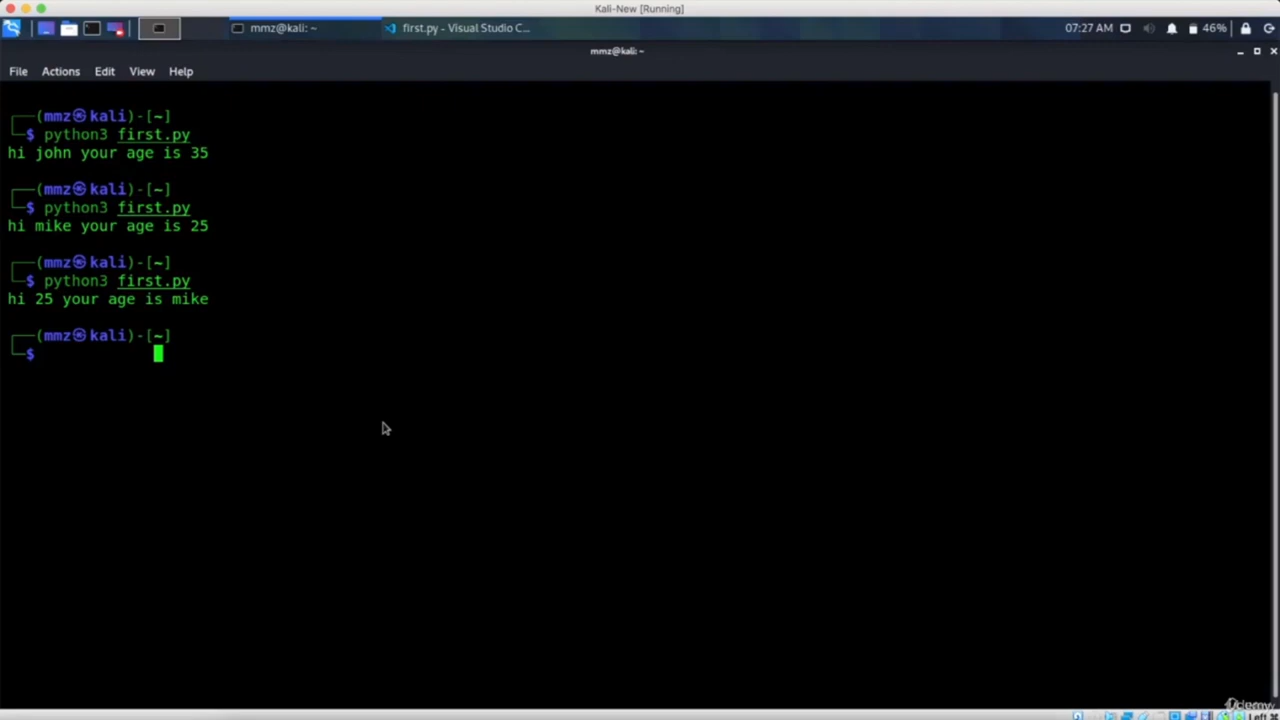 Kali-New [Running]
mmz@kali: ~
first.py - Visual Studio C...
07:27 AM
46%
mmz@kali: ~
File Actions Edit View Help
┌──(mmz㉿kali)-[~]
└─$ python3 first.py
hi john your age is 35
┌──(mmz㉿kali)-[~]
└─$ python3 first.py
hi mike your age is 25
┌──(mmz㉿kali)-[~]
└─$ python3 first.py
hi 25 your age is mike
┌──(mmz㉿kali)-[~]
└─$
Udemy
Left ⌘